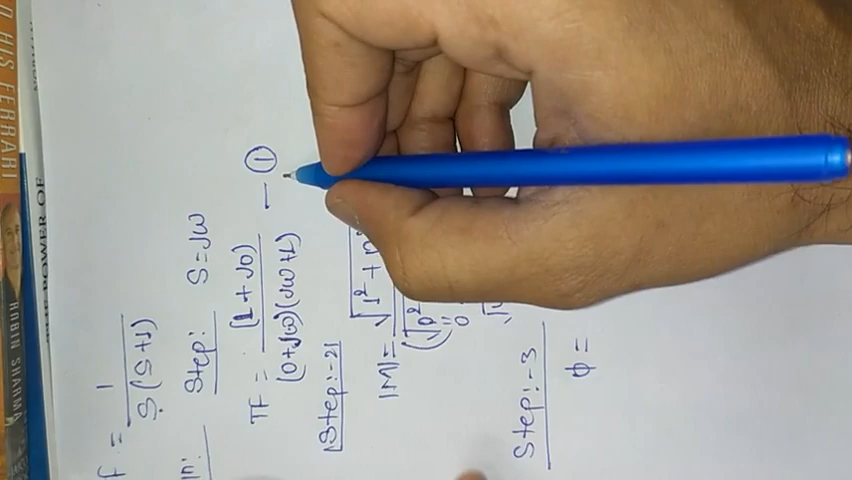 F = 1 / S(S+1)
Step: S=jω
TF = (1+j0) / (0+jω)(jω+1) — ①
Step:-2
|M| = √1²+
(√0²
0
Step:-3
ϕ =
HIS FERRARI
ROBIN SHARMA
POWER OF